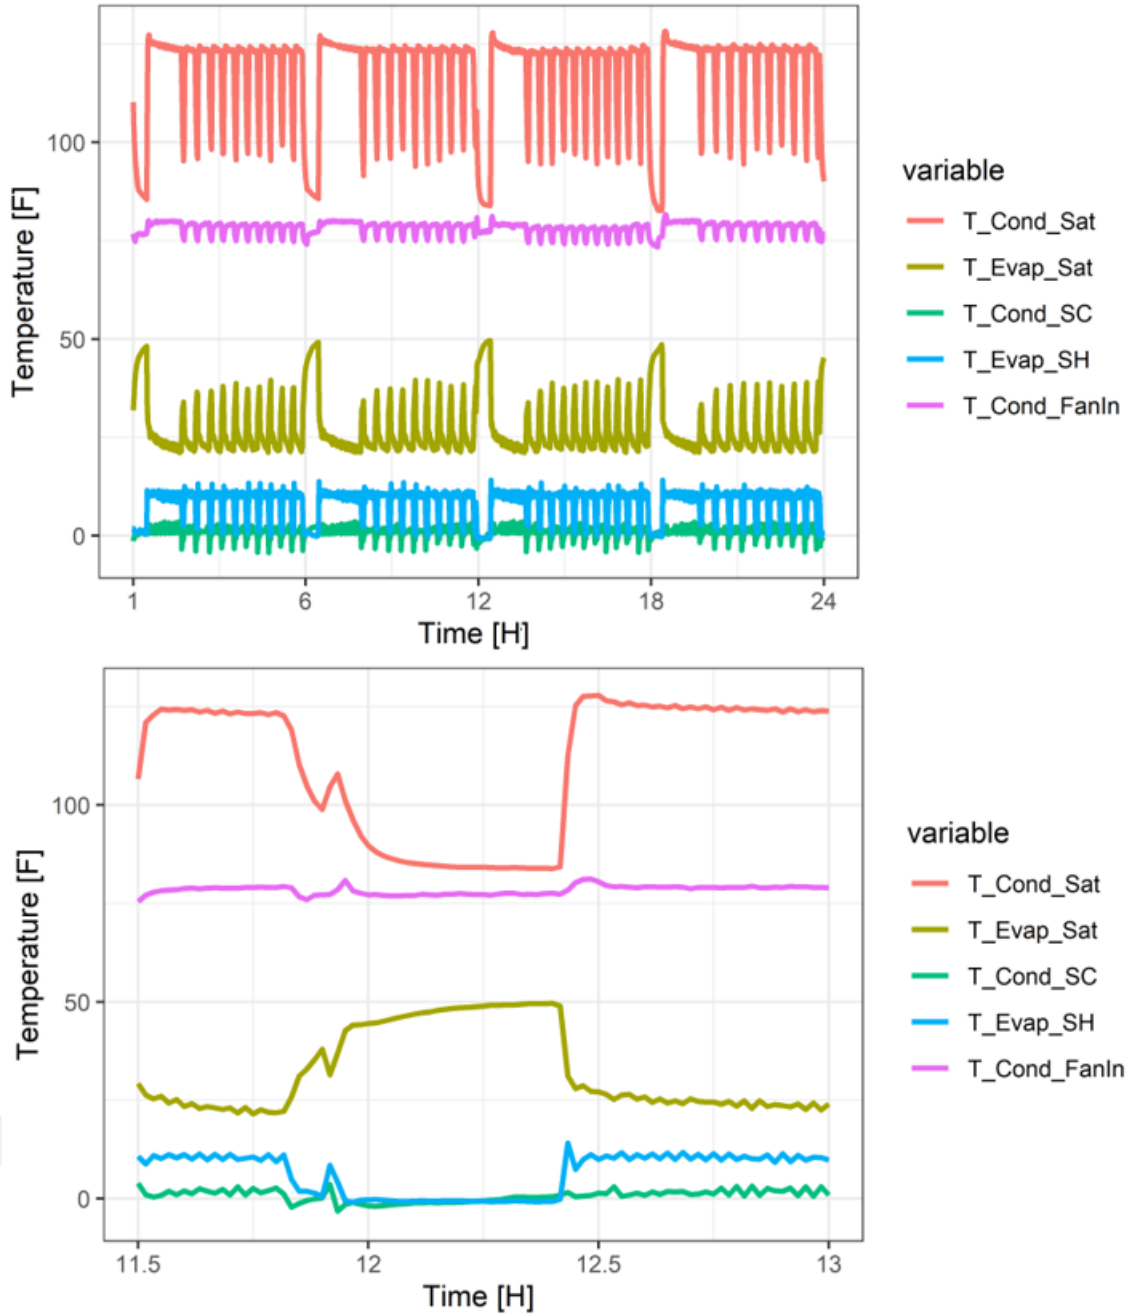 100
50
0
Temperature [F]
1 6 12 18 24
Time [H]
variable
T_Cond_Sat
T_Evap_Sat
T_Cond_SC
T_Evap_SH
T_Cond_FanIn
100
50
0
Temperature [F]
11.5 12 12.5 13
Time [H]
variable
T_Cond_Sat
T_Evap_Sat
T_Cond_SC
T_Evap_SH
T_Cond_FanIn